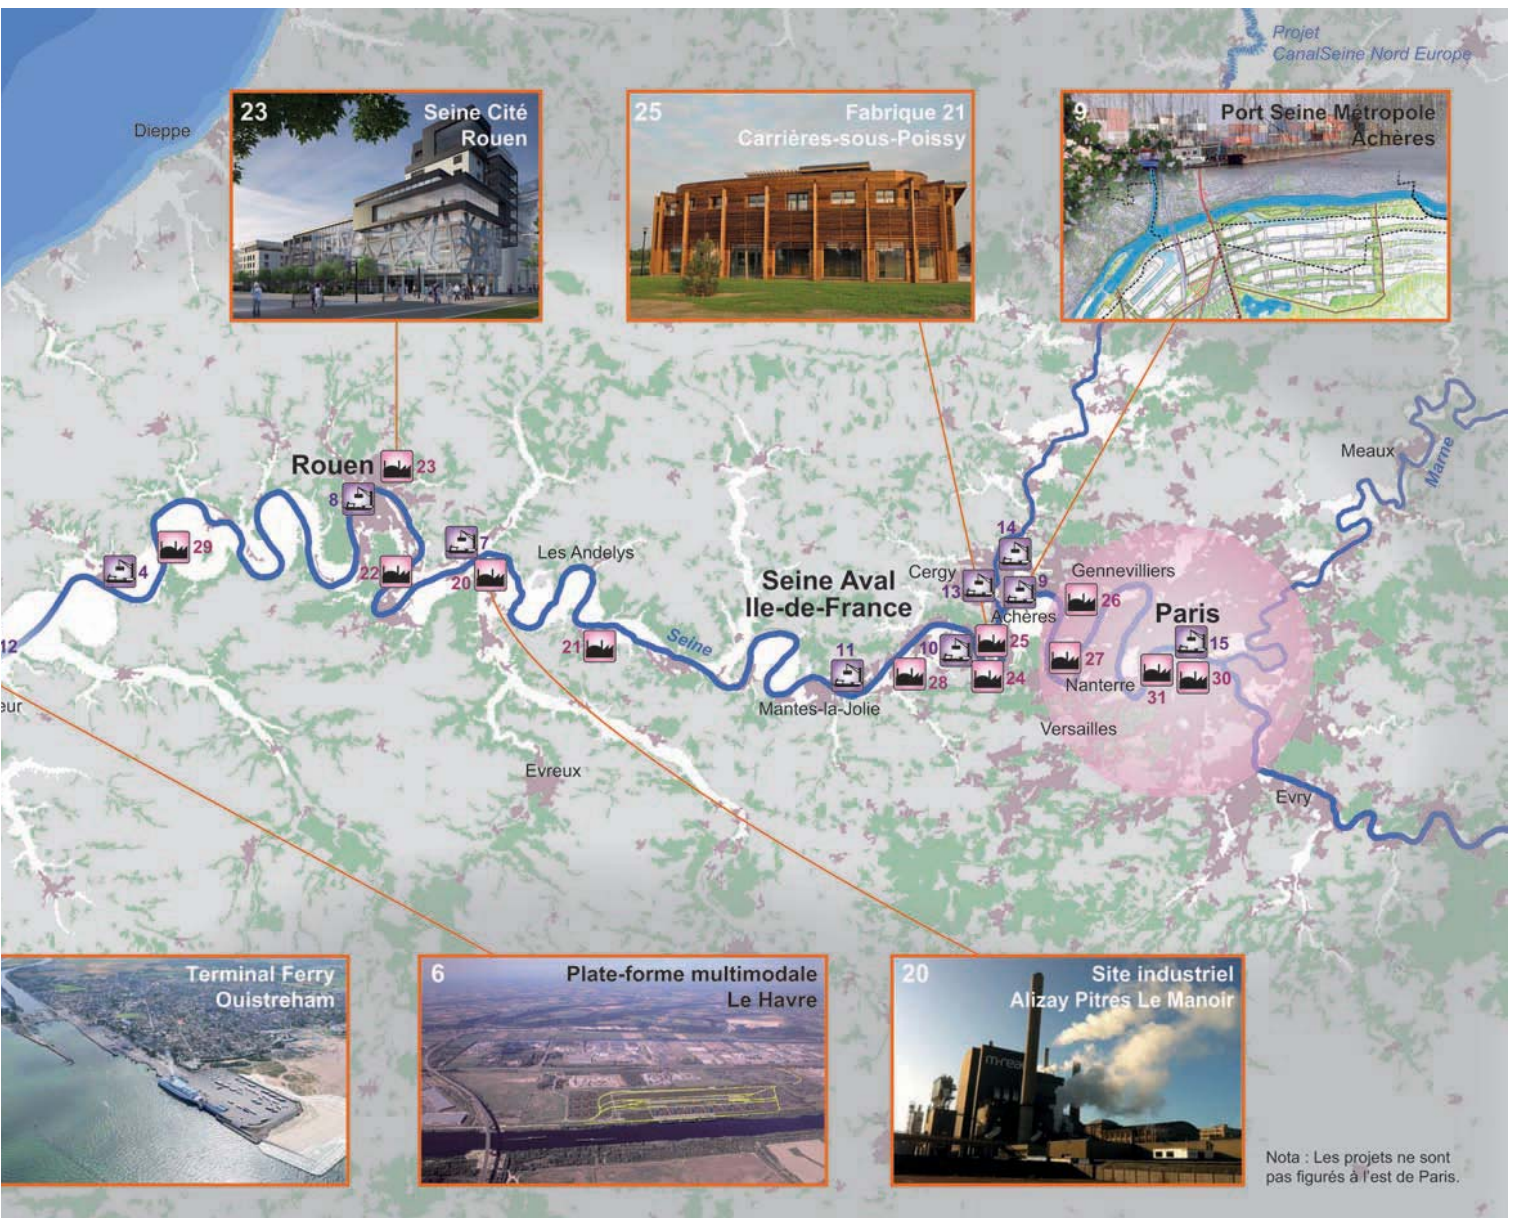 Projet
CanalSeine Nord Europe
Dieppe
23
Seine Cité
Rouen
25
Fabrique 21
Carrières-sous-Poissy
9
Port Seine Métropole
Achères
Meaux
Marne
Rouen
23
8
7
14
29
4
22
20
Les Andelys
Cergy
13
9
Gennevilliers
26
Seine Aval
Ile-de-France
Achères
Paris
12
21
Seine
11
10
25
15
28
24
27
Nanterre
31
30
eur
Mantes-la-Jolie
Versailles
Evreux
Evry
Terminal Ferry
Ouistreham
6
Plate-forme multimodale
Le Havre
20
Site industriel
Alizay Pitres Le Manoir
m-real
Nota : Les projets ne sont
pas figurés à l'est de Paris.